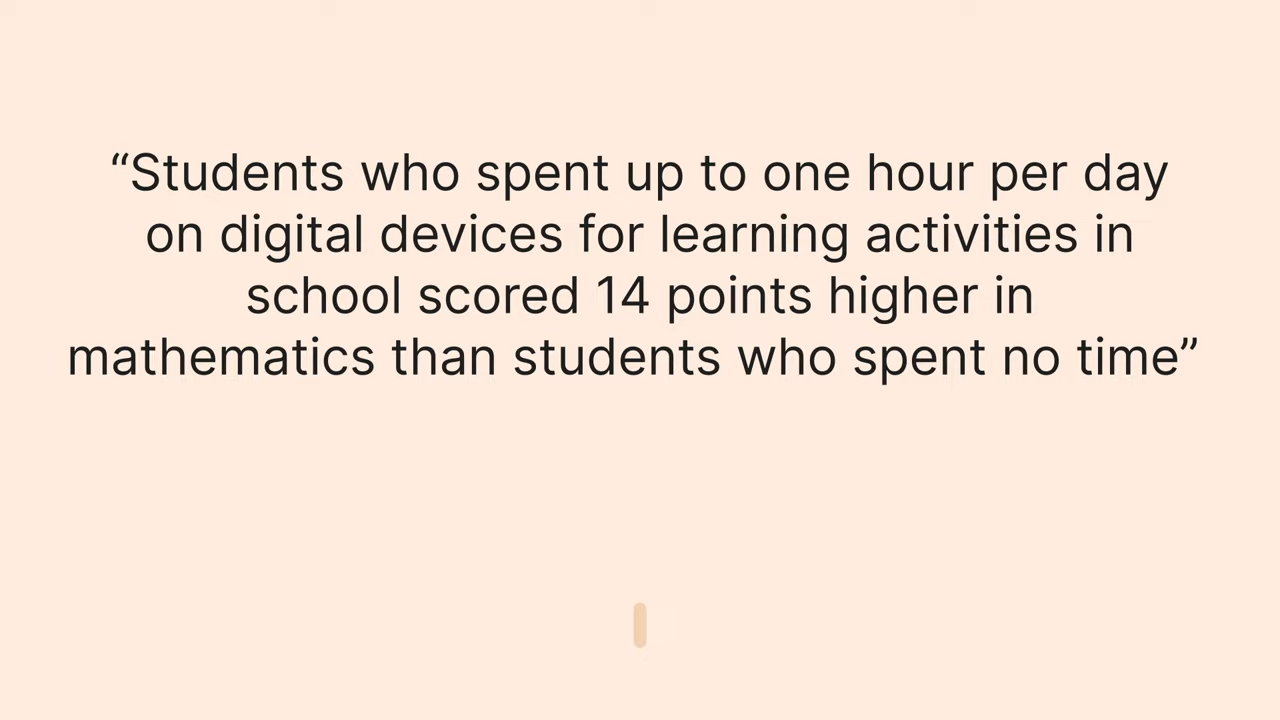 “Students who spent up to one hour per day
on digital devices for learning activities in
school scored 14 points higher in
mathematics than students who spent no time”